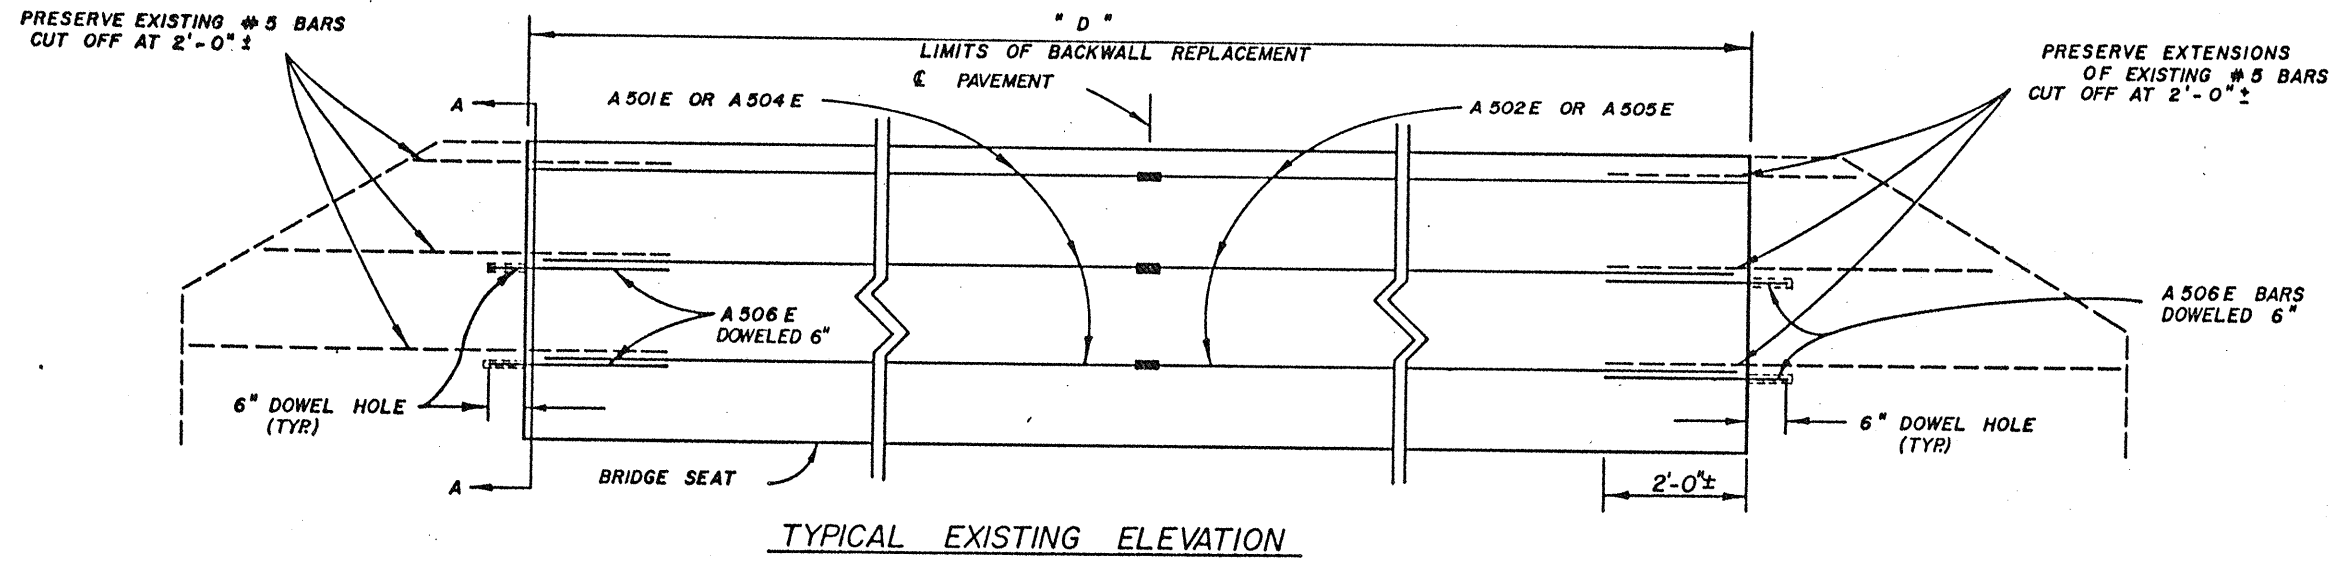 PRESERVE EXISTING #5 BARS
CUT OFF AT 2'-0"±
" D "
LIMITS OF BACKWALL REPLACEMENT
℄ PAVEMENT
PRESERVE EXTENSIONS
OF EXISTING #5 BARS
CUT OFF AT 2'-0"±
A
A501E OR A504E
A502E OR A505E
A506E
DOWELED 6"
A506E BARS
DOWELED 6"
6" DOWEL HOLE
(TYP.)
6" DOWEL HOLE
(TYP.)
A
BRIDGE SEAT
2'-0"±
TYPICAL EXISTING ELEVATION